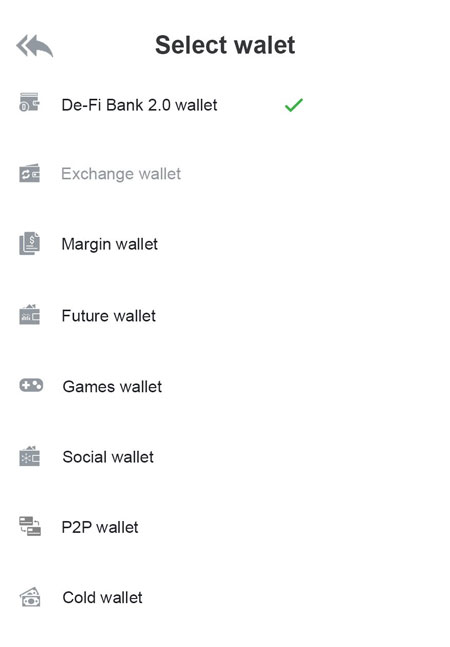 Select walet
De-Fi Bank 2.0 wallet
Exchange wallet
Margin wallet
Future wallet
Games wallet
Social wallet
P2P wallet
Cold wallet